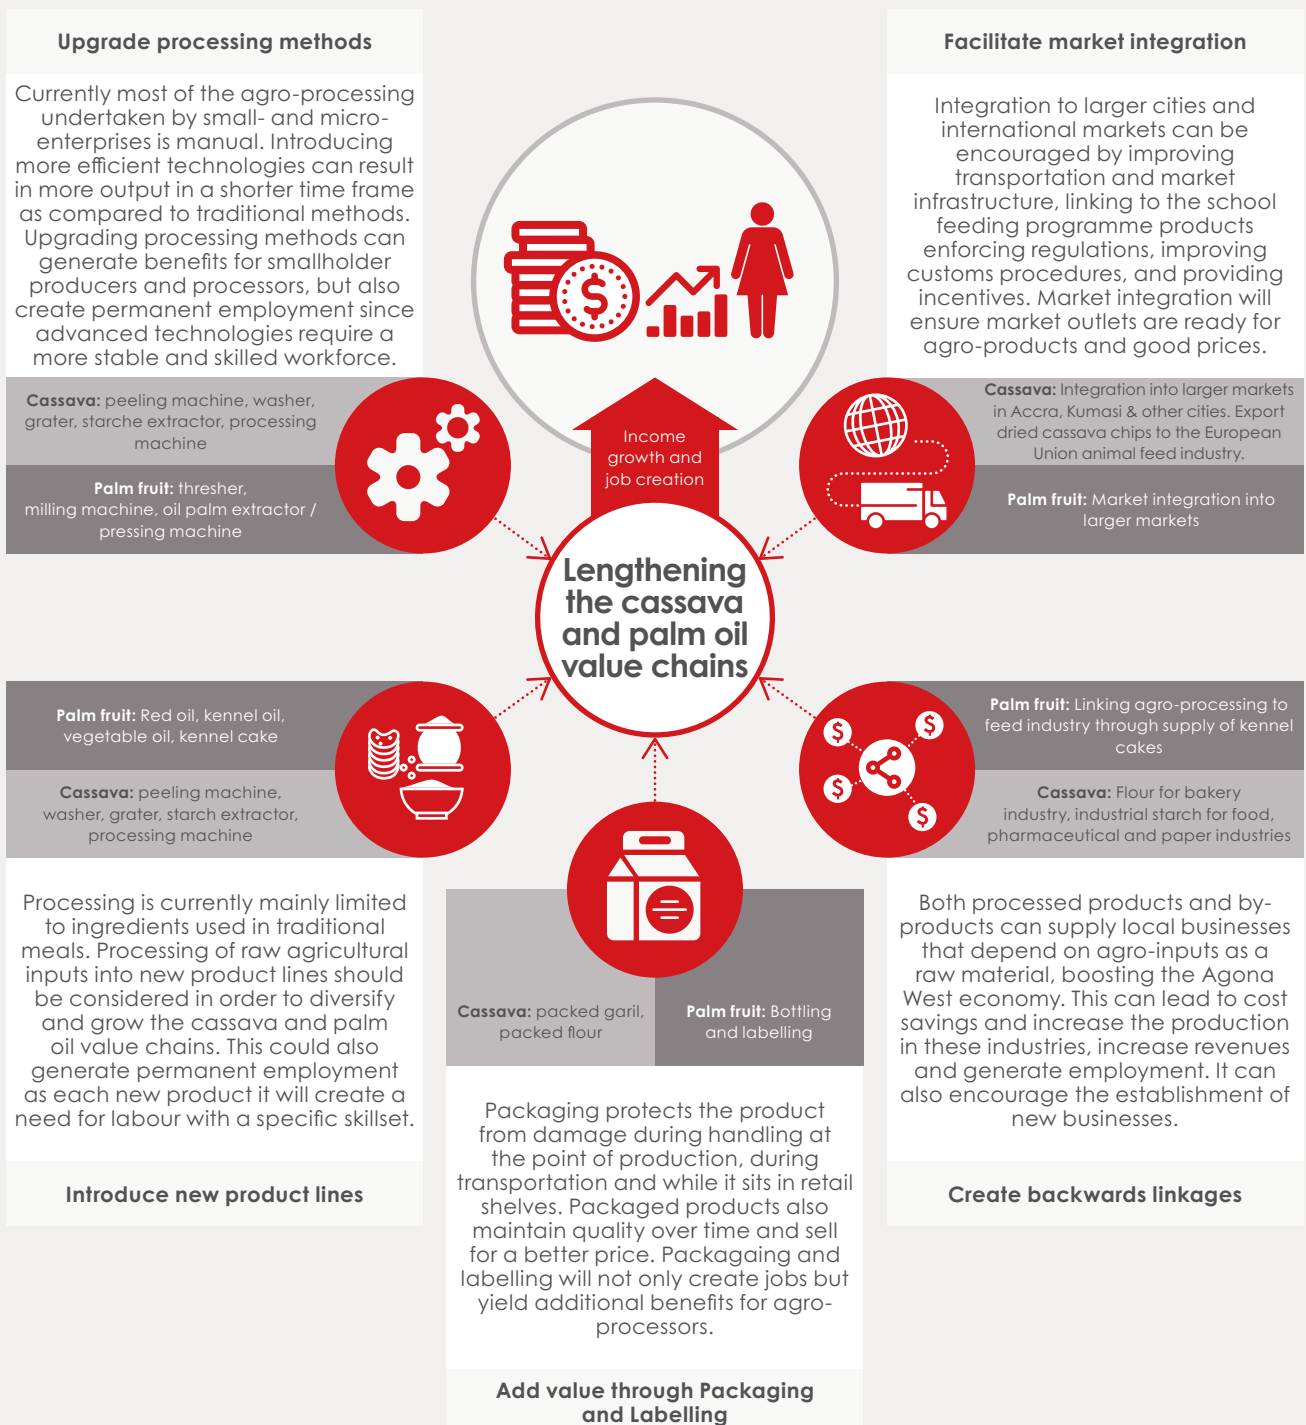 Upgrade processing methods
Currently most of the agro-processing
undertaken by small- and micro-
enterprises is manual. Introducing
more efficient technologies can result
in more output in a shorter time frame
as compared to traditional methods.
Upgrading processing methods can
generate benefits for smallholder
producers and processors, but also
create permanent employment since
advanced technologies require a
more stable and skilled workforce.
Cassava: peeling machine, washer,
grater, starche extractor, processing
machine
Palm fruit: thresher,
milling machine, oil palm extractor /
pressing machine
Facilitate market integration
Integration to larger cities and
international markets can be
encouraged by improving
transportation and market
infrastructure, linking to the school
feeding programme products
enforcing regulations, improving
customs procedures, and providing
incentives. Market integration will
ensure market outlets are ready for
agro-products and good prices.
Cassava: Integration into larger markets
in Accra, Kumasi & other cities. Export
dried cassava chips to the European
Union animal feed industry.
Palm fruit: Market integration into
larger markets
$
Income
growth and
job creation
Lengthening
the cassava
and palm oil
value chains
Palm fruit: Red oil, kennel oil,
vegetable oil, kennel cake
Cassava: peeling machine,
washer, grater, starch extractor,
processing machine
Processing is currently mainly limited
to ingredients used in traditional
meals. Processing of raw agricultural
inputs into new product lines should
be considered in order to diversify
and grow the cassava and palm
oil value chains. This could also
generate permanent employment
as each new product it will create a
need for labour with a specific skillset.
Introduce new product lines
Cassava: packed garil,
packed flour
Palm fruit: Bottling
and labelling
Packaging protects the product
from damage during handling at
the point of production, during
transportation and while it sits in retail
shelves. Packaged products also
maintain quality over time and sell
for a better price. Packagaing and
labelling will not only create jobs but
yield additional benefits for agro-
processors.
Add value through Packaging
and Labelling
$
$
$
$
Palm fruit: Linking agro-processing to
feed industry through supply of kennel
cakes
Cassava: Flour for bakery
industry, industrial starch for food,
pharmaceutical and paper industries
Both processed products and by-
products can supply local businesses
that depend on agro-inputs as a
raw material, boosting the Agona
West economy. This can lead to cost
savings and increase the production
in these industries, increase revenues
and generate employment. It can
also encourage the establishment of
new businesses.
Create backwards linkages